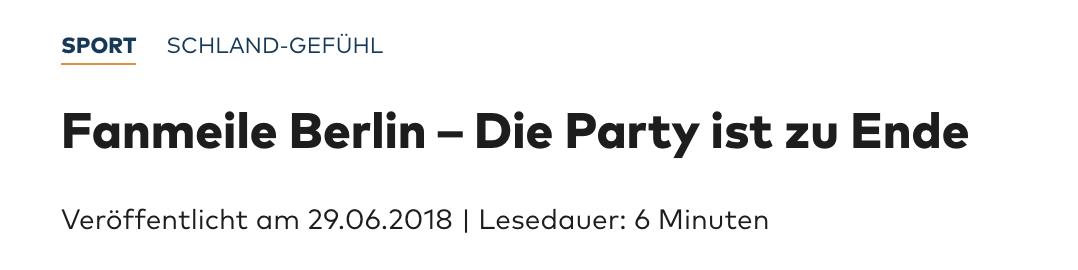 SPORT SCHLAND-GEFÜHL
Fanmeile Berlin – Die Party ist zu Ende
Veröffentlicht am 29.06.2018 | Lesedauer: 6 Minuten